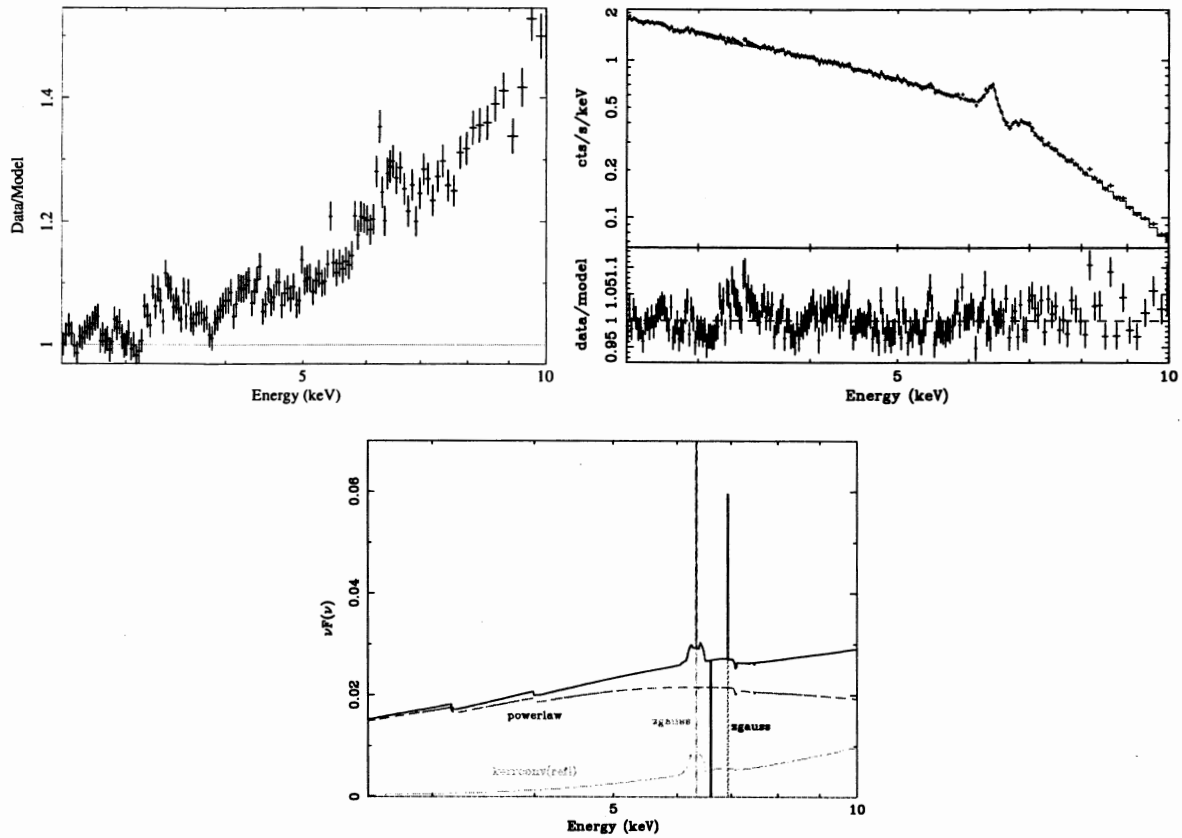 Data/Model
1.4
1.2
1
5
10
Energy (keV)
cts/s/keV
2
1
0.5
0.2
0.1
data/model
0.95 1 1.05 1.1
5
10
Energy (keV)
νF(ν)
0.06
0.04
0.02
0
powerlaw
zgauss
zgauss
kerrconv(refl)
5
10
Energy (keV)